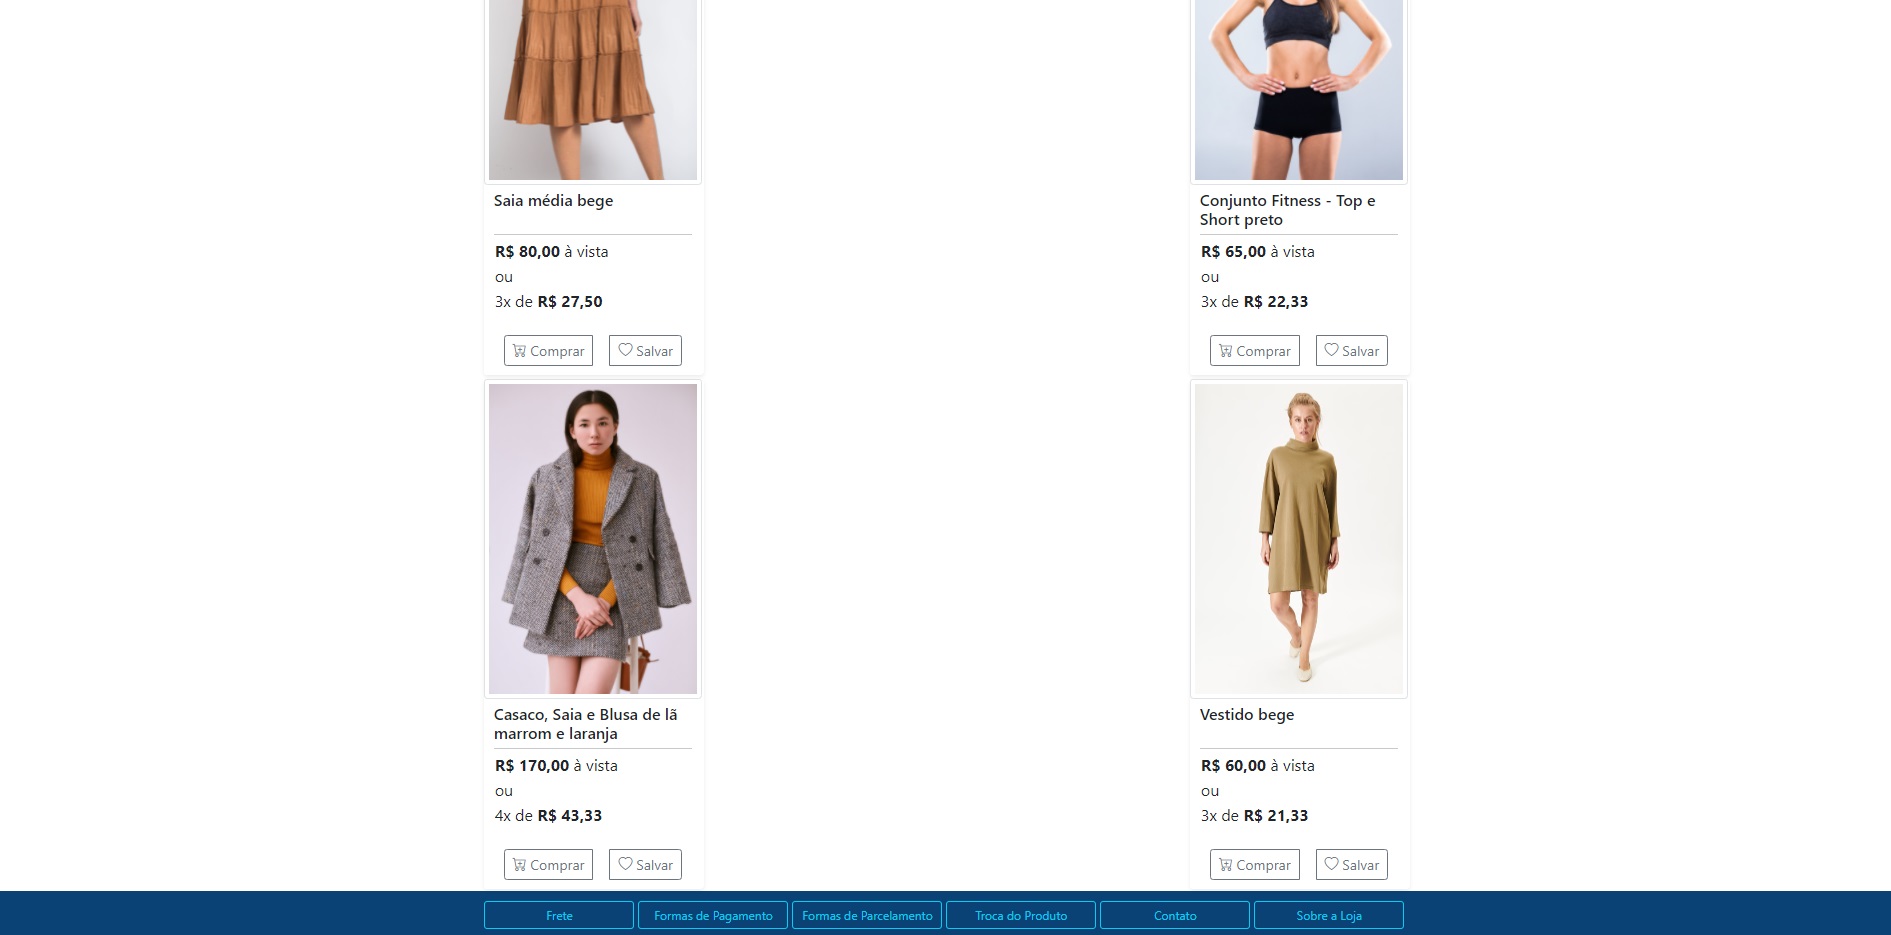 Saia média bege
R$ 80,00 à vista
ou
3x de R$ 27,50
Comprar
Salvar
Conjunto Fitness - Top e
Short preto
R$ 65,00 à vista
ou
3x de R$ 22,33
Comprar
Salvar
Casaco, Saia e Blusa de lã
marrom e laranja
R$ 170,00 à vista
ou
4x de R$ 43,33
Comprar
Salvar
Vestido bege
R$ 60,00 à vista
ou
3x de R$ 21,33
Comprar
Salvar
Frete
Formas de Pagamento
Formas de Parcelamento
Troca do Produto
Contato
Sobre a Loja